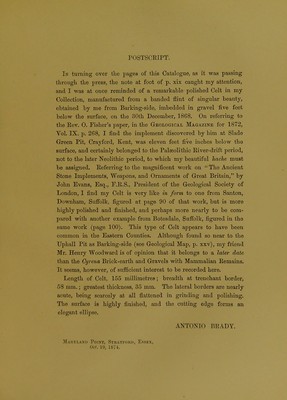 POSTSCRIPT.
In turning over the pages of this Catalogue, as it was passing
through the press, the note at foot of p. xix caught my attention,
and I was at once reminded of a remarkable polished Celt in my
Collection, manufactured from a banded flint of singular beauty,
obtained by me from Barking-side, imbedded in gravel five feet
below the surface, on the 30th December, 1868. On referring to
the Rev. O. Fisher's paper, in the GEOLOGICAL MAGAZINE for 1872,
Vol. IX. p. 268, I find the implement discovered by him at Slade
Green Pit, Crayford, Kent, was eleven feet five inches below the
surface, and certainly belonged to the Palæolithic River-drift period,
not to the later Neolithic period, to which my beautiful hache must
be assigned. Referring to the magnificent work on "The Ancient
Stone Implements, Weapons, and Ornaments of Great Britain," by
John Evans, Esq., F.R.S., President of the Geological Society of
London, I find my Celt is very like in form to one from Santon,
Downham, Suffolk, figured at page 90 of that work, but is more
highly polished and finished, and perhaps more nearly to be com-
pared with another example from Botesdale, Suffolk, figured in the
same work (page 100). This type of Celt appears to have been
common in the Eastern Counties. Although found so near to the
Uphall Pit as Barking-side (see Geological Map, p. xxv), my friend
Mr. Henry Woodward is of opinion that it belongs to a later date
than the Cyrena Brick-earth and Gravels with Mammalian Remains.
It seems, however, of sufficient interest to be recorded here.
Length of Celt, 155 millimètres; breadth at trenchant border,
58 mm.; greatest thickness, 35 mm. The lateral borders are nearly
acute, being scarcely at all flattened in grinding and polishing.
The surface is highly finished, and the cutting edge forms an
elegant ellipse.
ANTONIO BRADY.
MARYLAND POINT, STRATFORD, ESSEX,
Oct. 10, 1874.